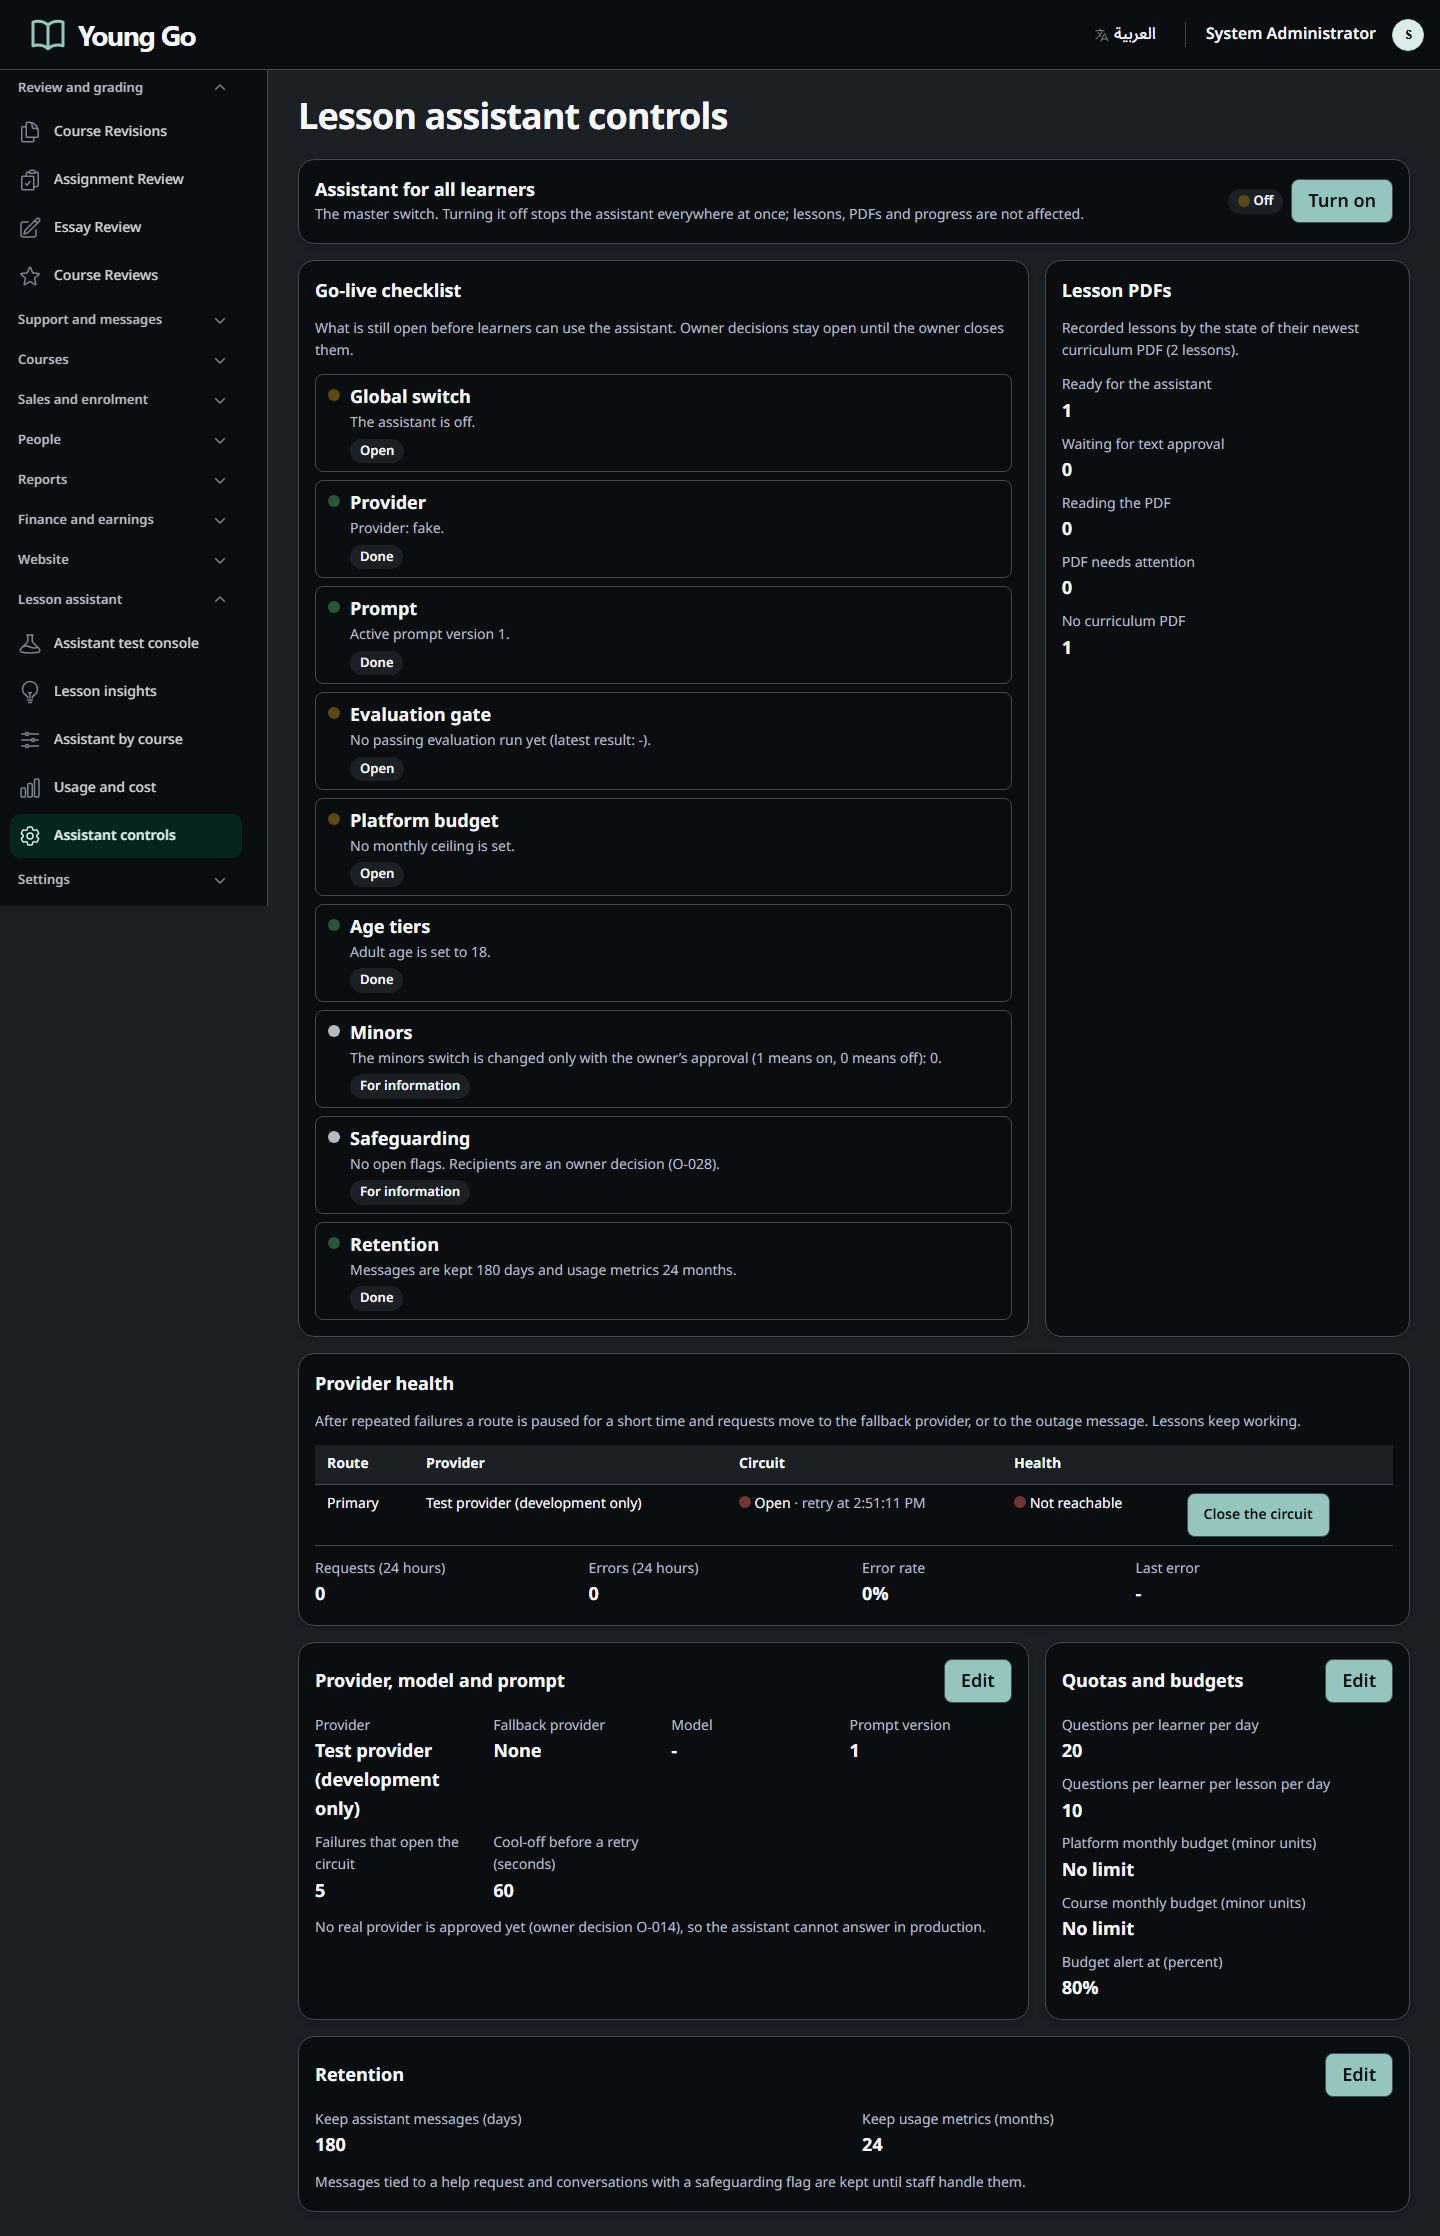 Young Go
العربية
System Administrator
S
Review and grading
Course Revisions
Assignment Review
Essay Review
Course Reviews
Support and messages
Courses
Sales and enrolment
People
Reports
Finance and earnings
Website
Lesson assistant
Assistant test console
Lesson insights
Assistant by course
Usage and cost
Assistant controls
Settings
Lesson assistant controls
Assistant for all learners
The master switch. Turning it off stops the assistant everywhere at once; lessons, PDFs and progress are not affected.
Off
Turn on
Go-live checklist
What is still open before learners can use the assistant. Owner decisions stay open until the owner closes
them.
Global switch
The assistant is off.
Open
Provider
Provider: fake.
Done
Prompt
Active prompt version 1.
Done
Evaluation gate
No passing evaluation run yet (latest result: -).
Open
Platform budget
No monthly ceiling is set.
Open
Age tiers
Adult age is set to 18.
Done
Minors
The minors switch is changed only with the owner’s approval (1 means on, 0 means off): 0.
For information
Safeguarding
No open flags. Recipients are an owner decision (O-028).
For information
Retention
Messages are kept 180 days and usage metrics 24 months.
Done
Lesson PDFs
Recorded lessons by the state of their newest
curriculum PDF (2 lessons).
Ready for the assistant
1
Waiting for text approval
0
Reading the PDF
0
PDF needs attention
0
No curriculum PDF
1
Provider health
After repeated failures a route is paused for a short time and requests move to the fallback provider, or to the outage message. Lessons keep working.
Route Provider Circuit Health
Primary Test provider (development only) Open · retry at 2:51:11 PM Not reachable Close the circuit
Requests (24 hours) Errors (24 hours) Error rate Last error
0 0 0% -
Provider, model and prompt
Edit
Provider Fallback provider Model Prompt version
Test provider None - 1
(development
only)
Failures that open the Cool-off before a retry
circuit (seconds)
5 60
No real provider is approved yet (owner decision O-014), so the assistant cannot answer in production.
Quotas and budgets
Edit
Questions per learner per day
20
Questions per learner per lesson per day
10
Platform monthly budget (minor units)
No limit
Course monthly budget (minor units)
No limit
Budget alert at (percent)
80%
Retention
Edit
Keep assistant messages (days) Keep usage metrics (months)
180 24
Messages tied to a help request and conversations with a safeguarding flag are kept until staff handle them.